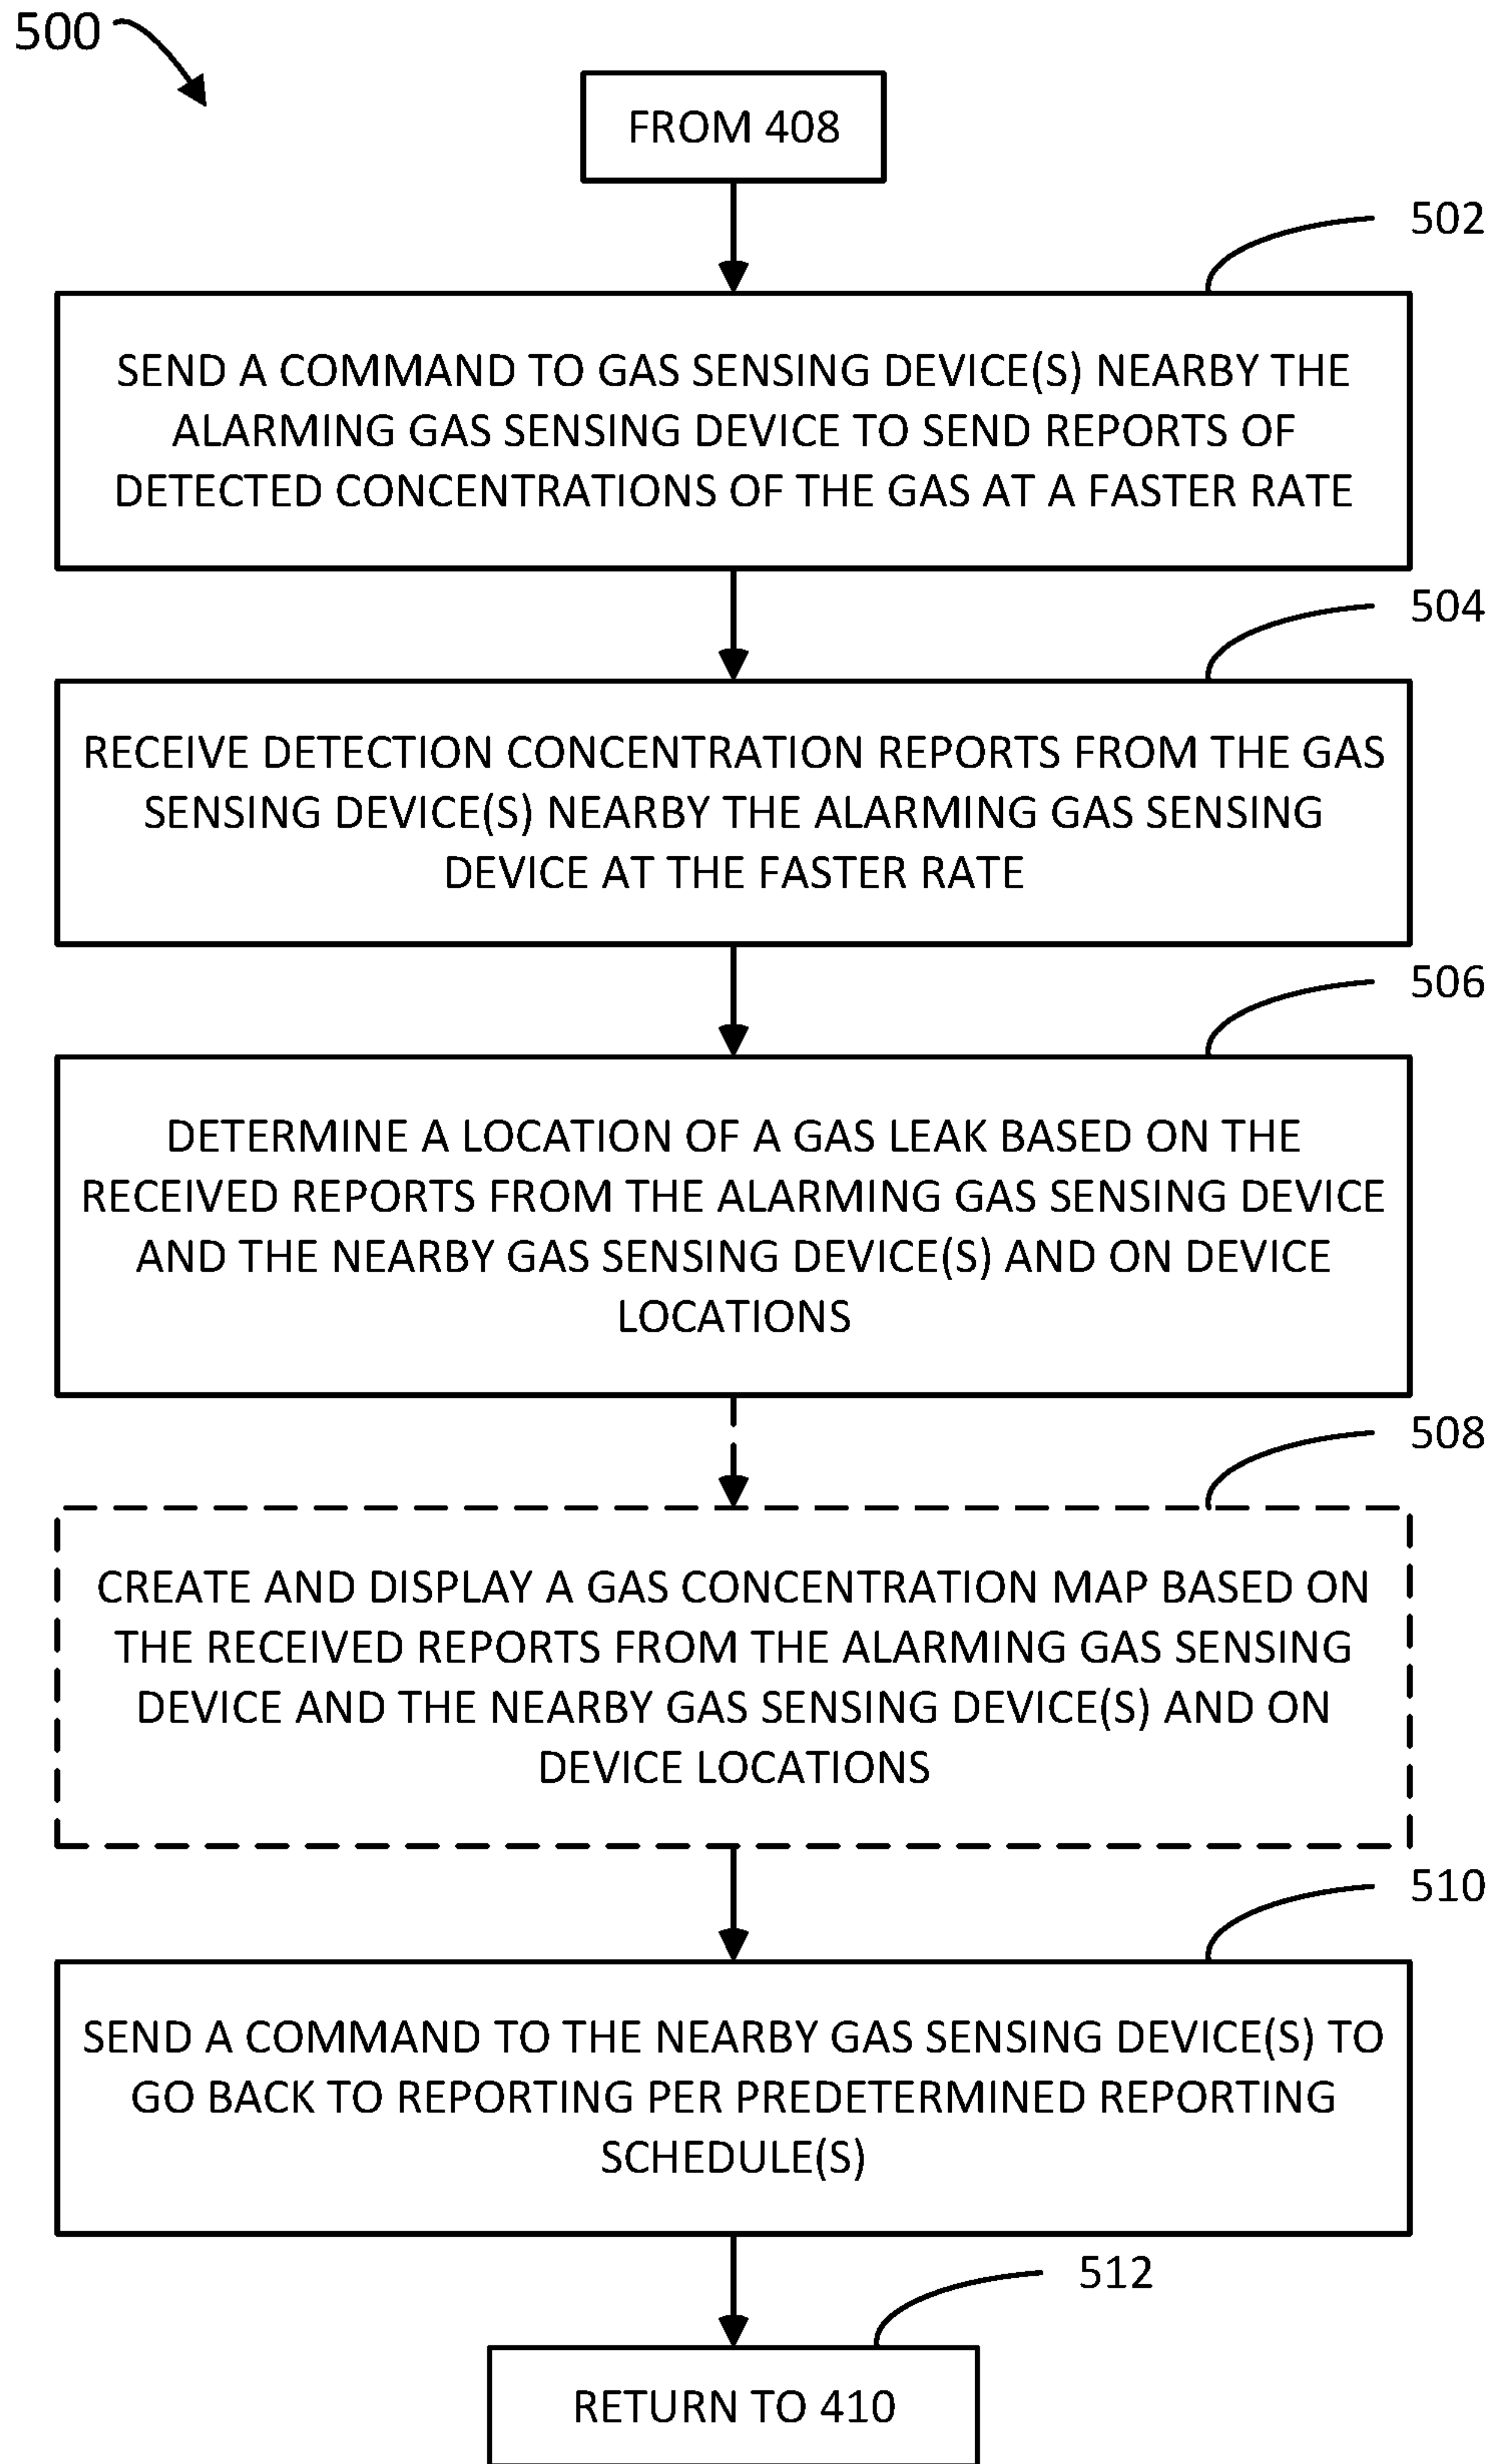 500
FROM 408
502
SEND A COMMAND TO GAS SENSING DEVICE(S) NEARBY THE
ALARMING GAS SENSING DEVICE TO SEND REPORTS OF
DETECTED CONCENTRATIONS OF THE GAS AT A FASTER RATE
504
RECEIVE DETECTION CONCENTRATION REPORTS FROM THE GAS
SENSING DEVICE(S) NEARBY THE ALARMING GAS SENSING
DEVICE AT THE FASTER RATE
506
DETERMINE A LOCATION OF A GAS LEAK BASED ON THE
RECEIVED REPORTS FROM THE ALARMING GAS SENSING DEVICE
AND THE NEARBY GAS SENSING DEVICE(S) AND ON DEVICE
LOCATIONS
508
CREATE AND DISPLAY A GAS CONCENTRATION MAP BASED ON
THE RECEIVED REPORTS FROM THE ALARMING GAS SENSING
DEVICE AND THE NEARBY GAS SENSING DEVICE(S) AND ON
DEVICE LOCATIONS
510
SEND A COMMAND TO THE NEARBY GAS SENSING DEVICE(S) TO
GO BACK TO REPORTING PER PREDETERMINED REPORTING
SCHEDULE(S)
512
RETURN TO 410